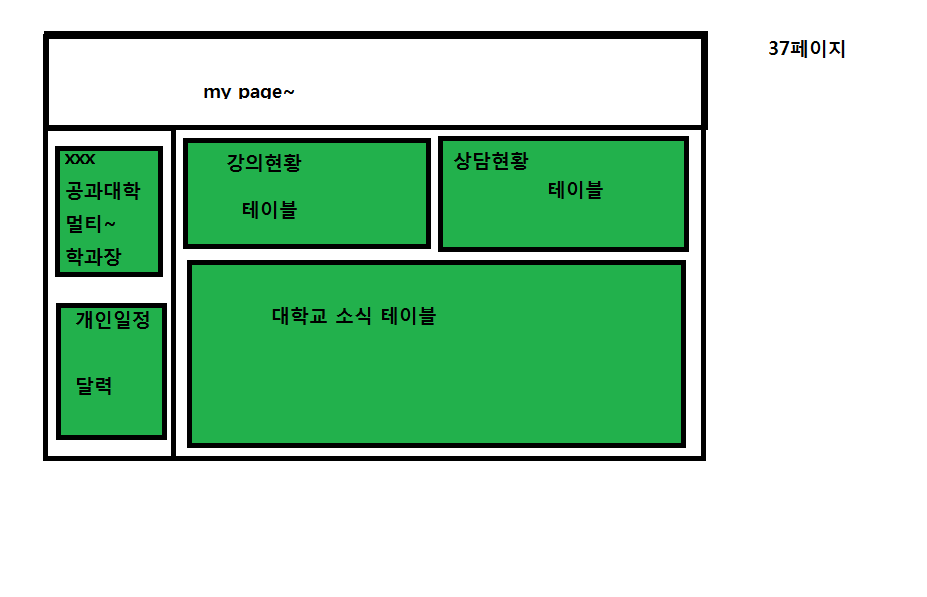 37페이지
my page~
xxx
공과대학
멀티~
학과장
강의현황
테이블
상담현황
테이블
개인일정
달력
대학교 소식 테이블